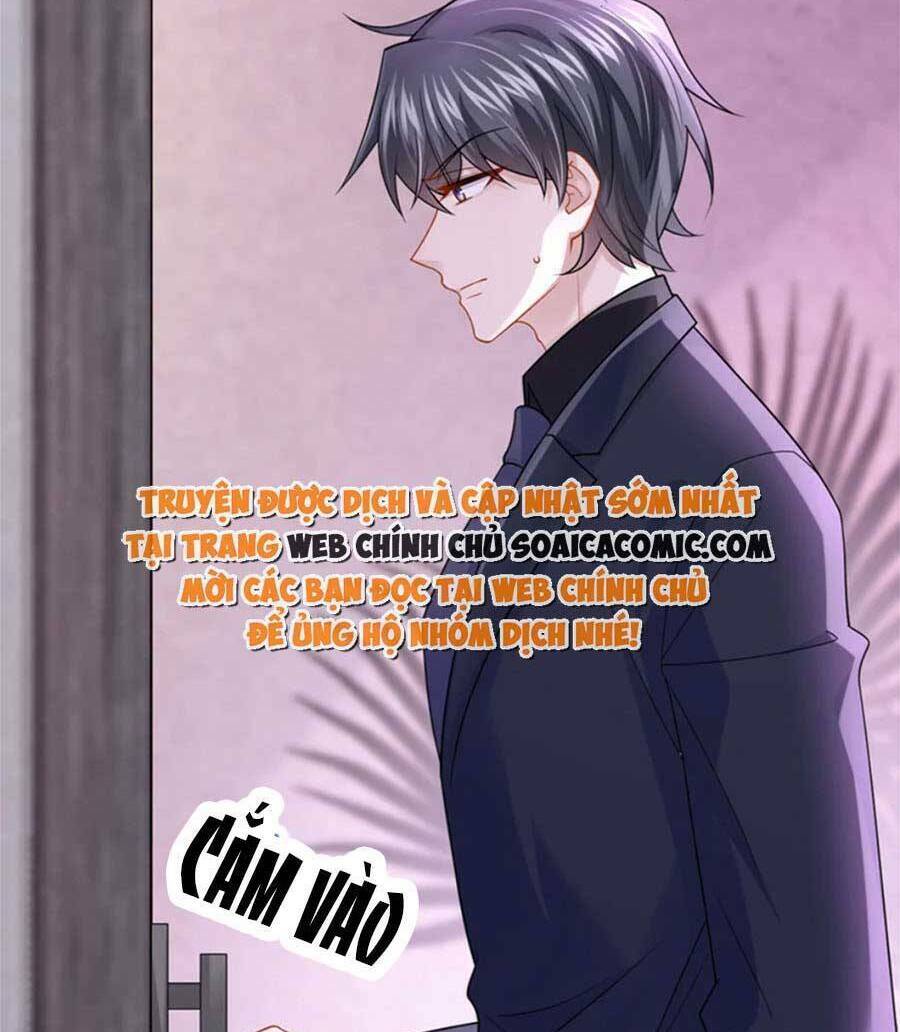 TRUYỆN ĐƯỢC DỊCH VÀ CẬP NHẬT SỚM NHẤT
TẠI TRANG WEB CHÍNH CHỦ SOAICACOMIC.COM
MỜI CÁC BẠN ĐỌC TẠI WEB CHÍNH CHỦ
ĐỂ ỦNG HỘ NHÓM DỊCH NHÉ!
CẮM VÀO